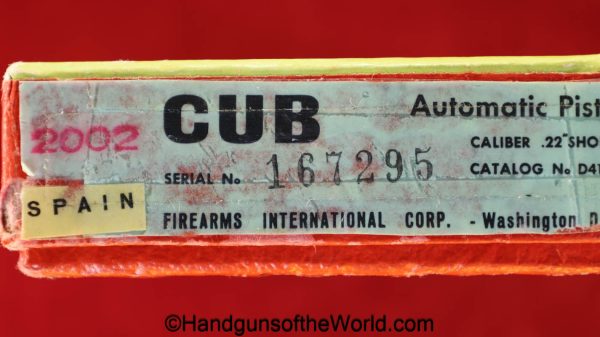 2002
CUB Automatic Pist
CALIBER .22"SHO
SERIAL No 167295 CATALOG No D41
SPAIN
FIREARMS INTERNATIONAL CORP. - Washington D
©HandgunsoftheWorld.com